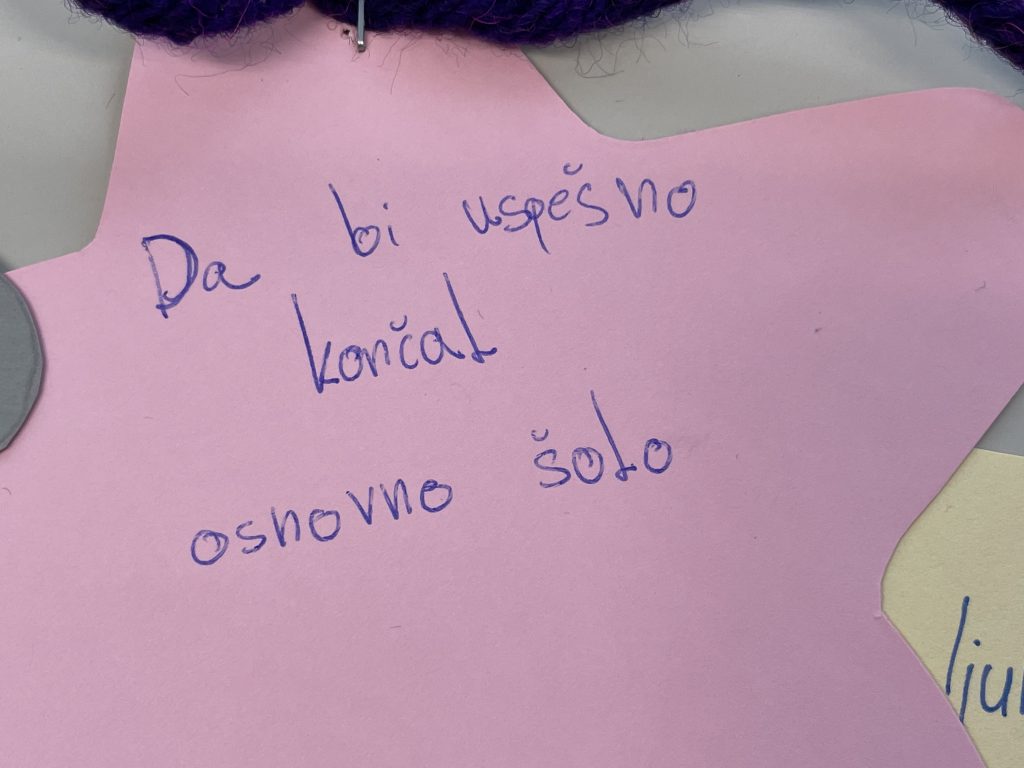 Da bi uspešno
končal
osnovno šolo